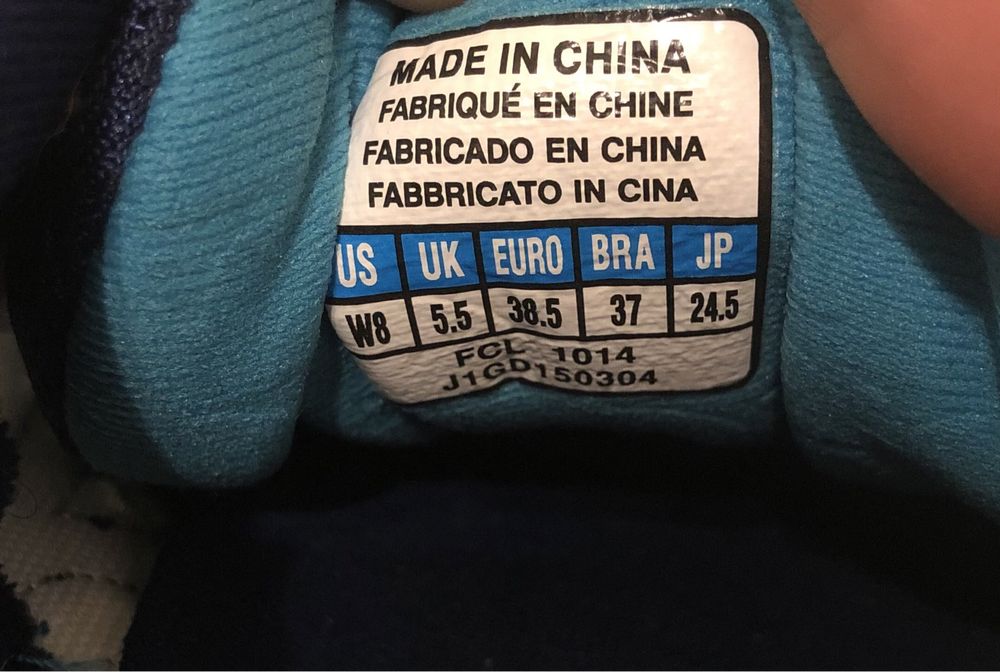 MADE IN CHINA
FABRIQUÉ EN CHINE
FABRICADO EN CHINA
FABBRICATO IN CINA
US UK EURO BRA JP
W8 5.5 38.5 37 24.5
FCL 1014
J1GD150304